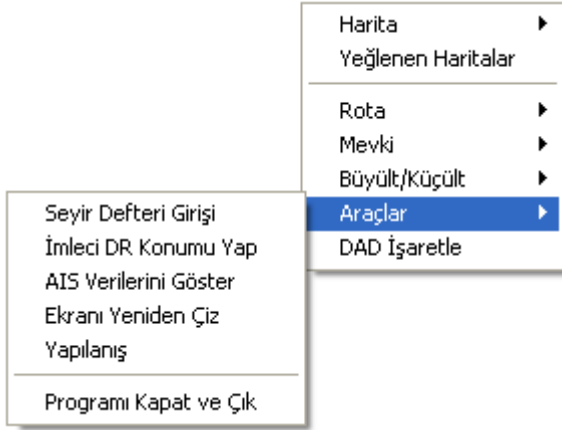 Harita
Yeğlenen Haritalar
Rota
Mevki
Büyült/Küçült
Araçlar
DAD İşaretle
Seyir Defteri Girişi
İmleci DR Konumu Yap
AIS Verilerini Göster
Ekranı Yeniden Çiz
Yapılanış
Programı Kapat ve Çık